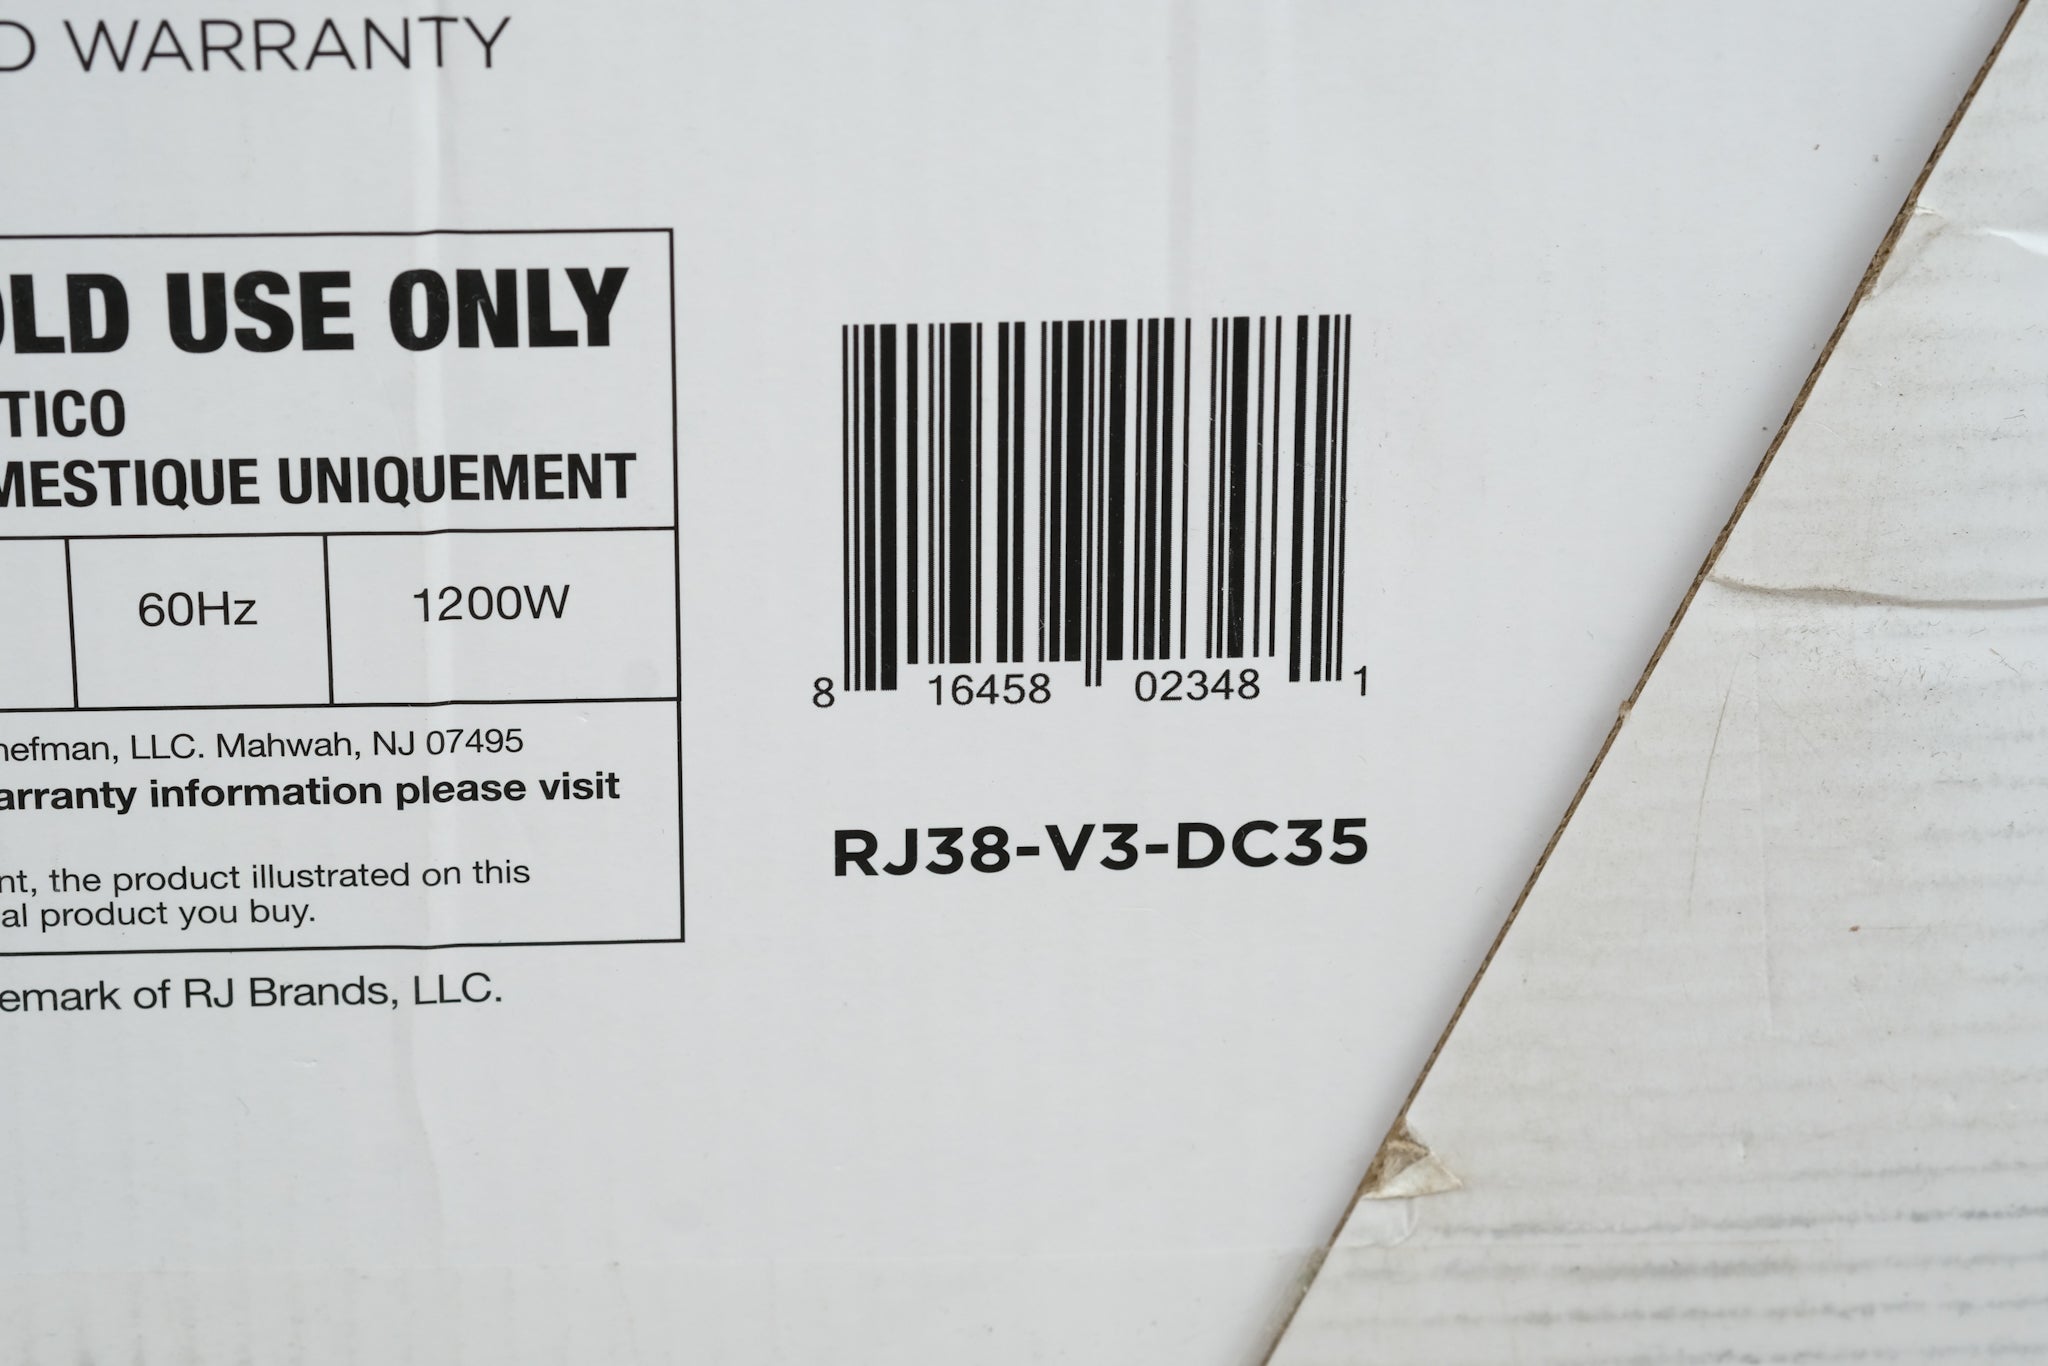 D WARRANTY
OLD USE ONLY
TICO
MESTIQUE UNIQUEMENT
60Hz 1200W
hefman, LLC. Mahwah, NJ 07495
arranty information please visit
nt, the product illustrated on this
al product you buy.
emark of RJ Brands, LLC.
8 16458 02348 1
RJ38-V3-DC35